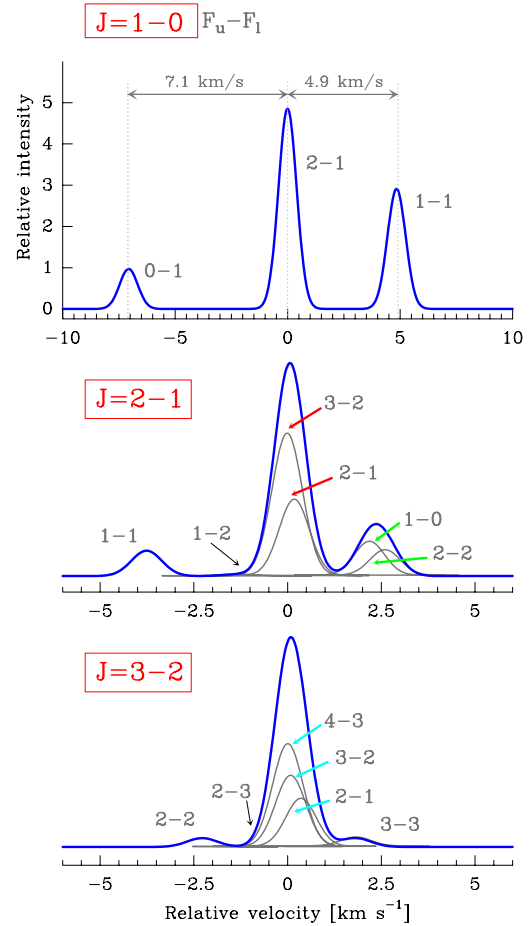 J=1−0 Fu−Fl
7.1 km/s 4.9 km/s
Relative intensity
5
4
3
2
1
0
2−1
1−1
0−1
−10 −5 0 5 10
J=2−1
3−2
2−1
1−1
1−2
1−0
2−2
−5 −2.5 0 2.5 5
J=3−2
4−3
3−2
2−3
2−1
2−2
3−3
−5 −2.5 0 2.5 5
Relative velocity [km s⁻¹]